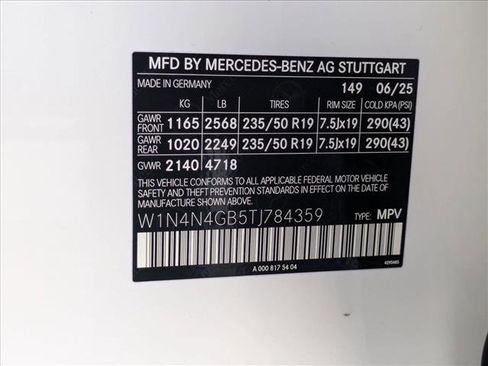 MFD BY MERCEDES-BENZ AG STUTTGART
MADE IN GERMANY 149 06/25
KG LB TIRES RIM SIZE COLD KPA(PSI)
GAWR FRONT 1165 2568 235/50 R19 7.5Jx19 290(43)
GAWR REAR 1020 2249 235/50 R19 7.5Jx19 290(43)
GVWR 2140 4718
THIS VEHICLE CONFORMS TO ALL APPLICABLE FEDERAL MOTOR VEHICLE
SAFETY, BUMPER, AND THEFT PREVENTION STANDARDS IN EFFECT ON THE
DATE OF MANUFACTURE SHOWN ABOVE.
W1N4N4GB5TJ784359 TYPE: MPV
A 000 817 54 04